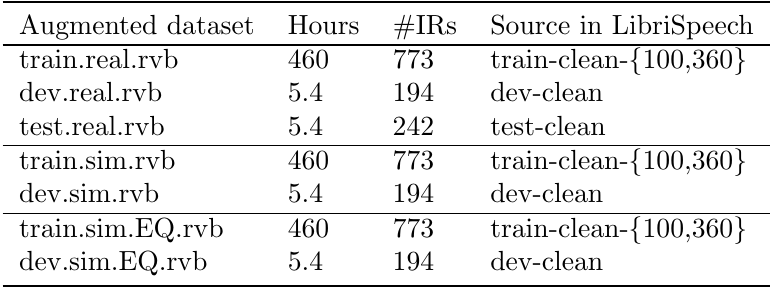 Augmented dataset Hours #IRs Source in LibriSpeech
train.real.rvb 460 773 train-clean-{100,360}
dev.real.rvb 5.4 194 dev-clean
test.real.rvb 5.4 242 test-clean
train.sim.rvb 460 773 train-clean-{100,360}
dev.sim.rvb 5.4 194 dev-clean
train.sim.EQ.rvb 460 773 train-clean-{100,360}
dev.sim.EQ.rvb 5.4 194 dev-clean